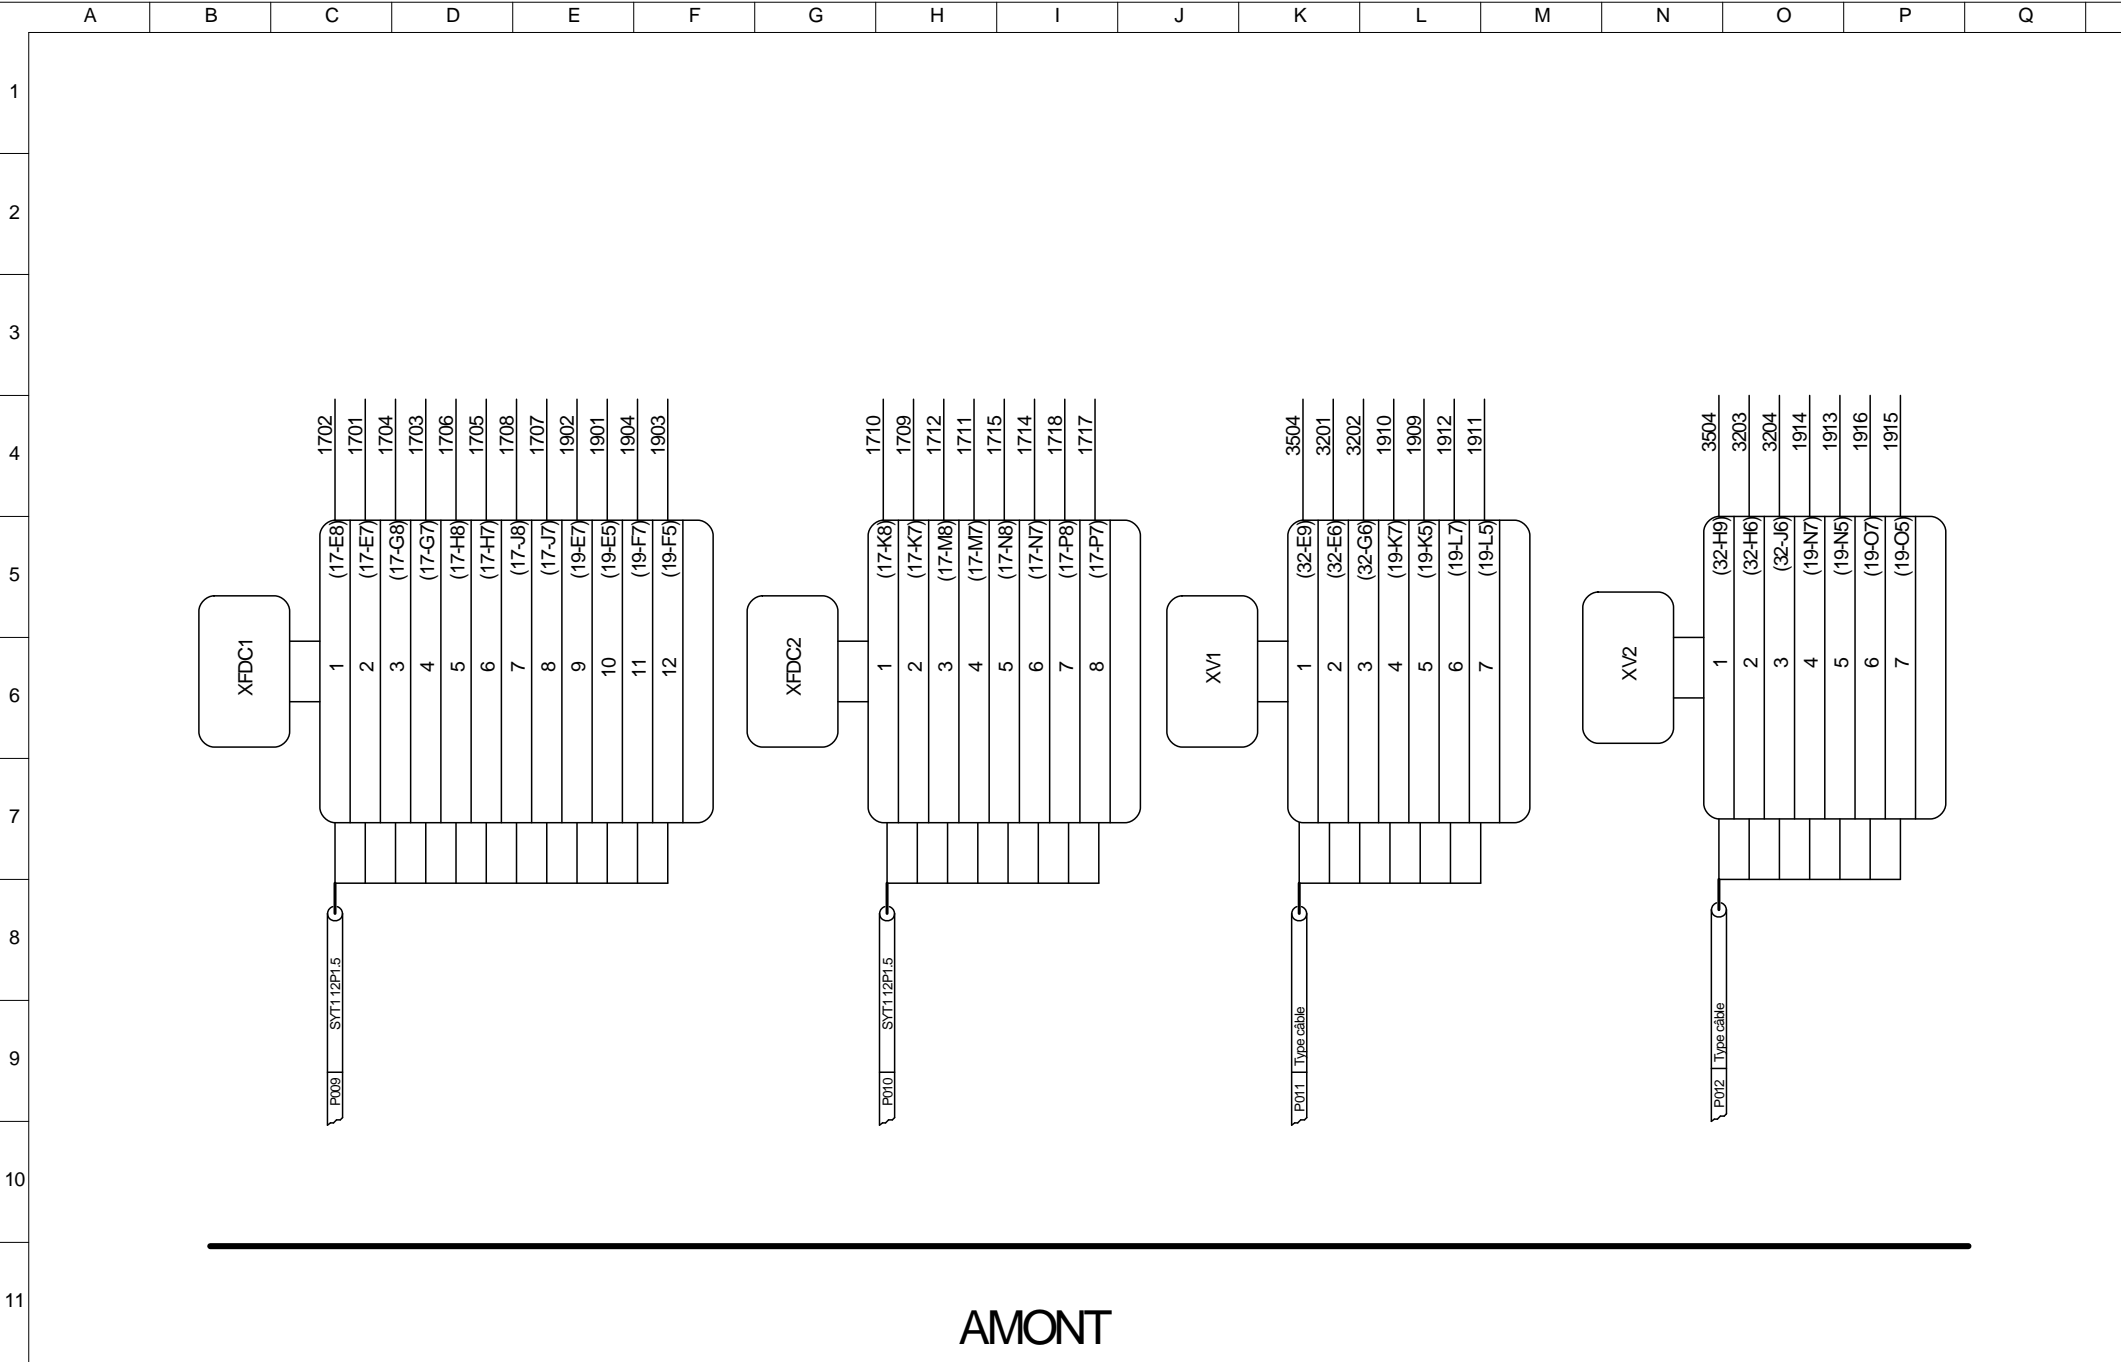 A B C D E F G H I J K L M N O P Q
1
2
3
4
5
6
7
8
9
10
11
1702 1701 1704 1703 1706 1705 1708 1707 1902 1901 1904 1903
(17-E8) (17-E7) (17-G8) (17-G7) (17-H8) (17-H7) (17-J8) (17-J7) (19-E7) (19-E5) (19-F7) (19-F5)
XFDC1
1 2 3 4 5 6 7 8 9 10 11 12
SYT1 12P1.5
P009
1710 1709 1712 1711 1715 1714 1718 1717
(17-K8) (17-K7) (17-M8) (17-M7) (17-N8) (17-N7) (17-P8) (17-P7)
XFDC2
1 2 3 4 5 6 7 8
SYT1 12P1.5
P010
3504 3201 3202 1910 1909 1912 1911
(32-E9) (32-E6) (32-G6) (19-K7) (19-K5) (19-L7) (19-L5)
XV1
1 2 3 4 5 6 7
P011 Type câble
3504 3203 3204 1914 1913 1916 1915
(32-H9) (32-H6) (32-J6) (19-N7) (19-N5) (19-O7) (19-O5)
XV2
1 2 3 4 5 6 7
P012 Type câble
AMONT